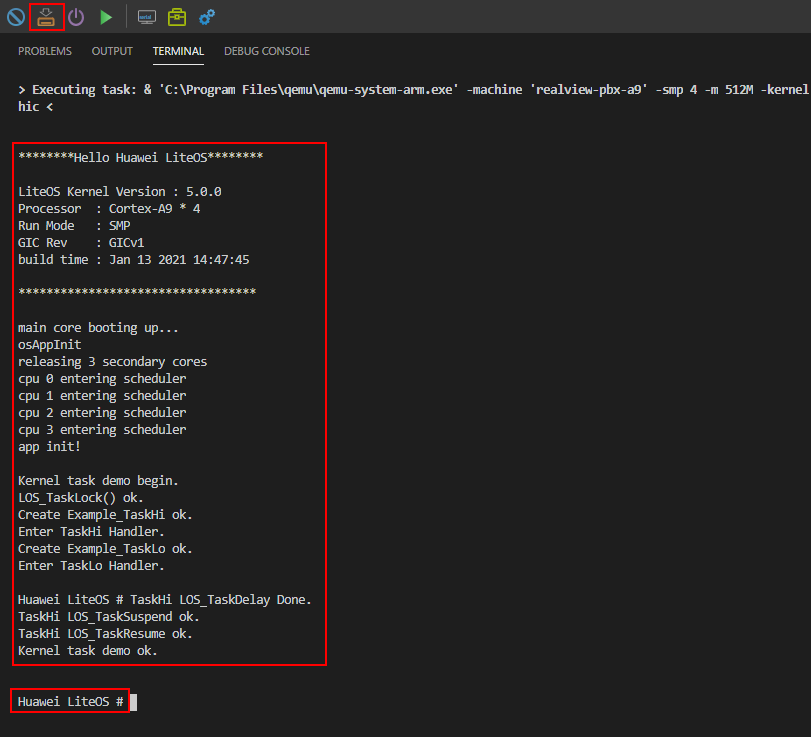 serial
PROBLEMS OUTPUT TERMINAL DEBUG CONSOLE
> Executing task: & 'C:\Program Files\qemu\qemu-system-arm.exe' -machine 'realview-pbx-a9' -smp 4 -m 512M -kernel
hic <
********Hello Huawei LiteOS********
LiteOS Kernel Version : 5.0.0
Processor  : Cortex-A9 * 4
Run Mode   : SMP
GIC Rev    : GICv1
build time : Jan 13 2021 14:47:45
**********************************
main core booting up...
osAppInit
releasing 3 secondary cores
cpu 0 entering scheduler
cpu 1 entering scheduler
cpu 2 entering scheduler
cpu 3 entering scheduler
app init!
Kernel task demo begin.
LOS_TaskLock() ok.
Create Example_TaskHi ok.
Enter TaskHi Handler.
Create Example_TaskLo ok.
Enter TaskLo Handler.
Huawei LiteOS # TaskHi LOS_TaskDelay Done.
TaskHi LOS_TaskSuspend ok.
TaskHi LOS_TaskResume ok.
Kernel task demo ok.
Huawei LiteOS #